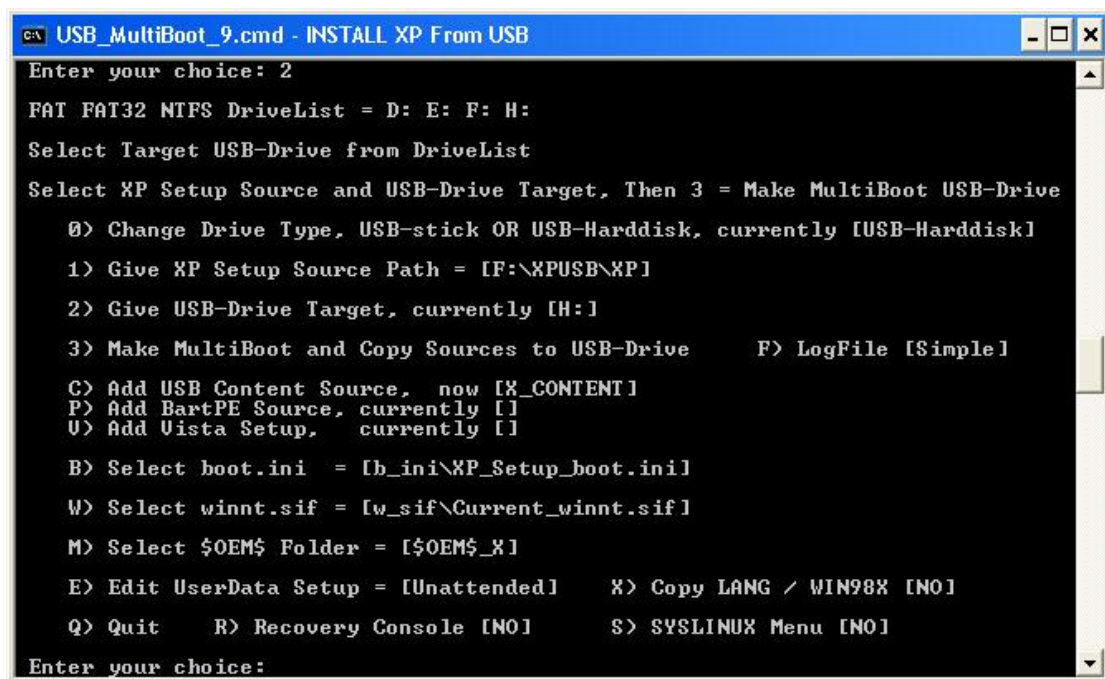 USB_MultiBoot_9.cmd - INSTALL XP From USB
Enter your choice: 2
FAT FAT32 NTFS DriveList = D: E: F: H:
Select Target USB-Drive from DriveList
Select XP Setup Source and USB-Drive Target, Then 3 = Make MultiBoot USB-Drive
0) Change Drive Type, USB-stick OR USB-Harddisk, currently [USB-Harddisk]
1) Give XP Setup Source Path = [F:\XPUSB\XP]
2) Give USB-Drive Target, currently [H:]
3) Make MultiBoot and Copy Sources to USB-Drive F) LogFile [Simple]
C) Add USB Content Source, now [X_CONTENT]
P) Add BartPE Source, currently []
V) Add Vista Setup, currently []
B) Select boot.ini = [b_ini\XP_Setup_boot.ini]
W) Select winnt.sif = [w_sif\Current_winnt.sif]
M) Select $OEM$ Folder = [$OEM$_X]
E) Edit UserData Setup = [Unattended] X) Copy LANG / WIN98X [NO]
Q) Quit R) Recovery Console [NO] S) SYSLINUX Menu [NO]
Enter your choice: